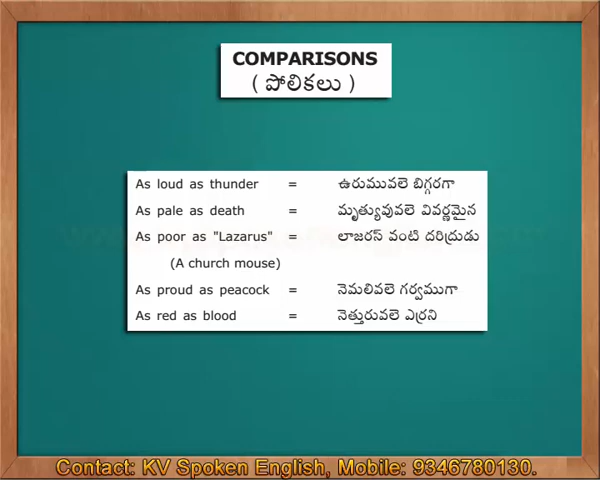 COMPARISONS
( పోలికలు )
As loud as thunder = ఉరుమువలె బిగ్గరగా
As pale as death = మృత్యువువలె వివర్ణమైన
As poor as "Lazarus" = లాజరస్ వంటి దరిద్రుడు
(A church mouse)
As proud as peacock = నెమలివలె గర్వముగా
As red as blood = నెత్తురువలె ఎర్రని
Contact: KV Spoken English, Mobile: 9346780130.